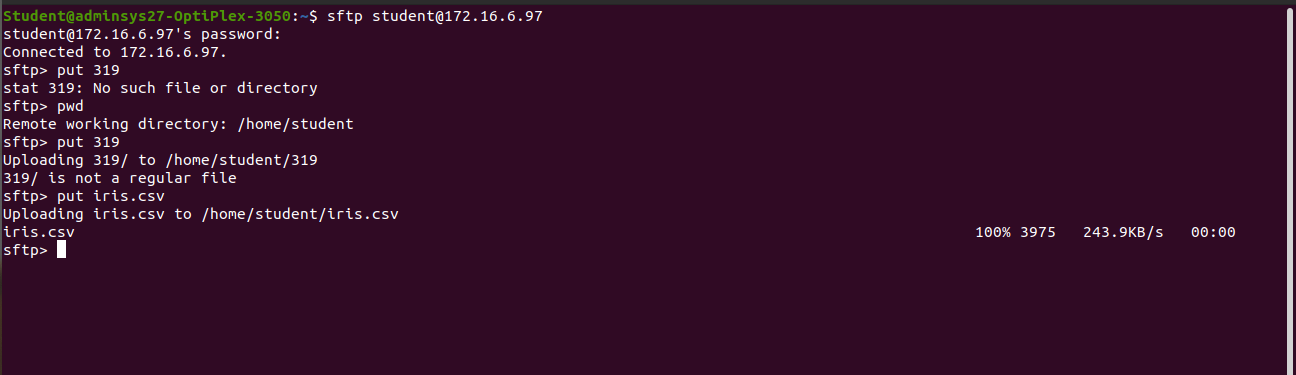 Student@adminsys27-OptiPlex-3050:~$ sftp student@172.16.6.97
student@172.16.6.97's password:
Connected to 172.16.6.97.
sftp> put 319
stat 319: No such file or directory
sftp> pwd
Remote working directory: /home/student
sftp> put 319
Uploading 319/ to /home/student/319
319/ is not a regular file
sftp> put iris.csv
Uploading iris.csv to /home/student/iris.csv
iris.csv 100% 3975 243.9KB/s 00:00
sftp>